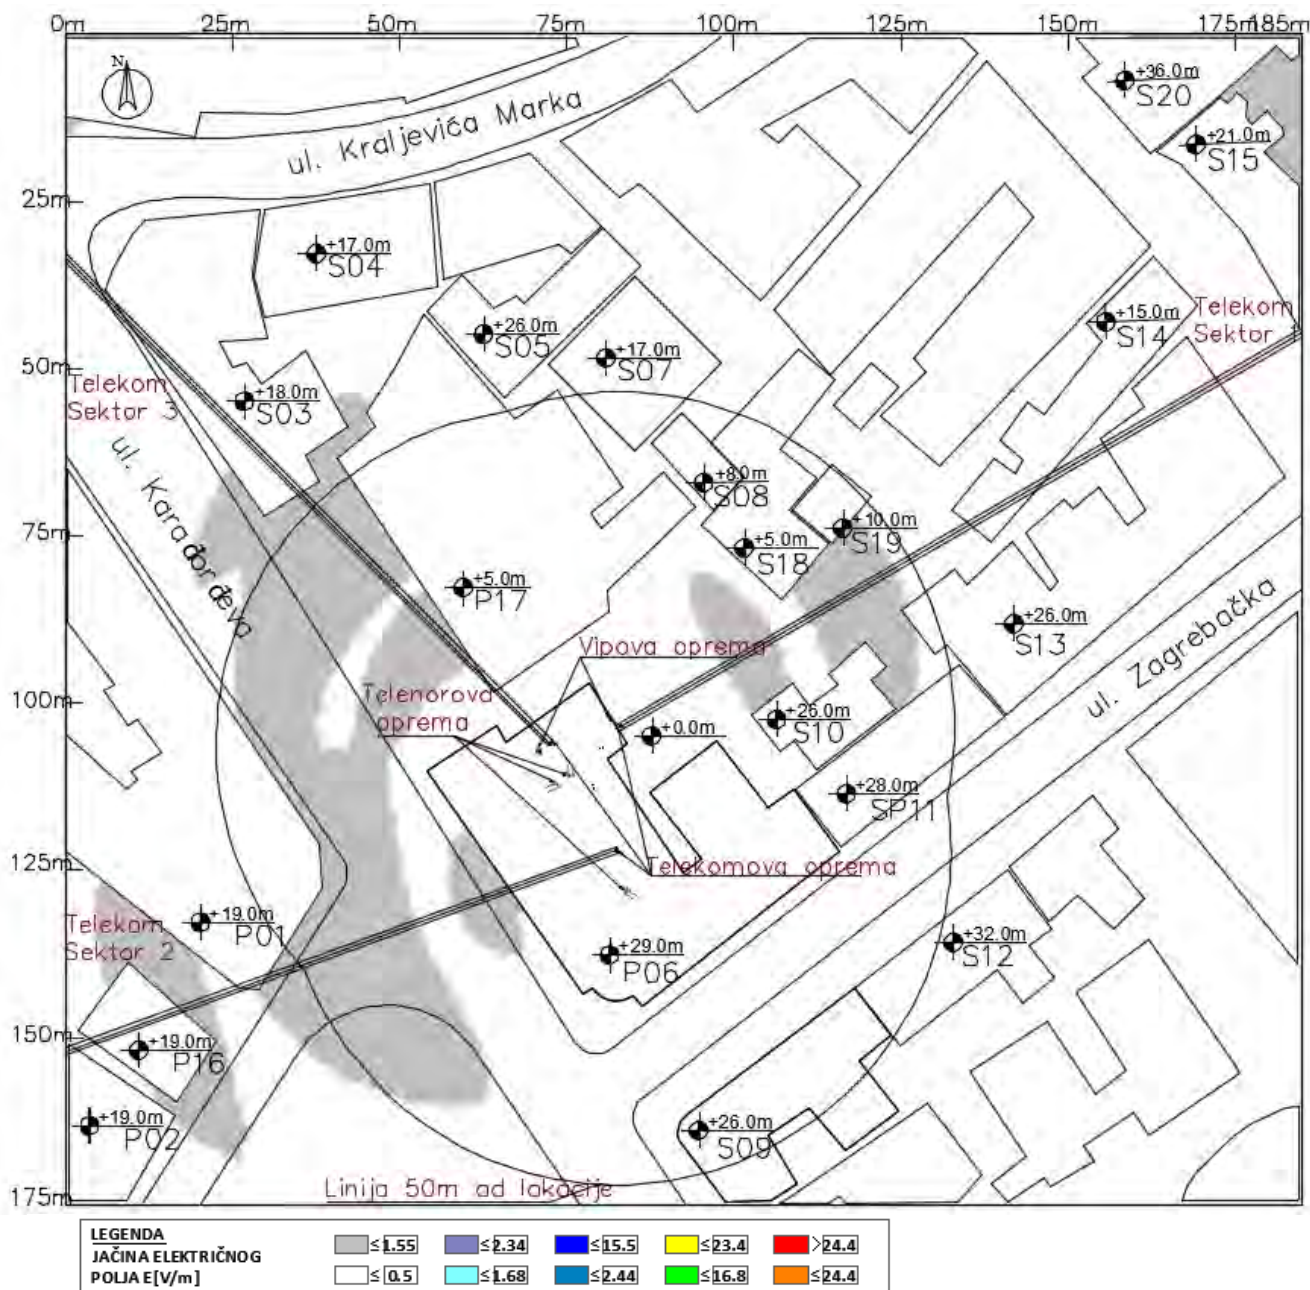 0m 25m 50m 75m 100m 125m 150m 175m 185m
N
+36.0m
S20
ul. Kraljevića Marka
+21.0m
S15
25m
+17.0m
S04
+26.0m
S05
+17.0m
S07
+15.0m
S14
Telekom
Sektor 1
50m
Telekom
Sektor 3
+18.0m
S03
ul. Karađorđeva
+8.0m
S08
75m
+10.0m
S19
+5.0m
S18
+5.0m
P17
+26.0m
S13
ul. Zagrebačka
Vipova oprema
100m
Telenorova
oprema
+26.0m
S10
+0.0m
+28.0m
SP11
125m
Telekomova oprema
+19.0m
P01
Telekom
Sektor 2
+29.0m
P06
+32.0m
S12
150m
+19.0m
P16
+19.0m
P02
+26.0m
S09
175m
Linija 50m od lokacije
LEGENDA
JAČINA ELEKTRIČNOG
POLJA E[V/m]
≤1.55 ≤2.34 ≤15.5 ≤23.4 >24.4
≤ 0.5 ≤1.68 ≤2.44 ≤16.8 ≤24.4